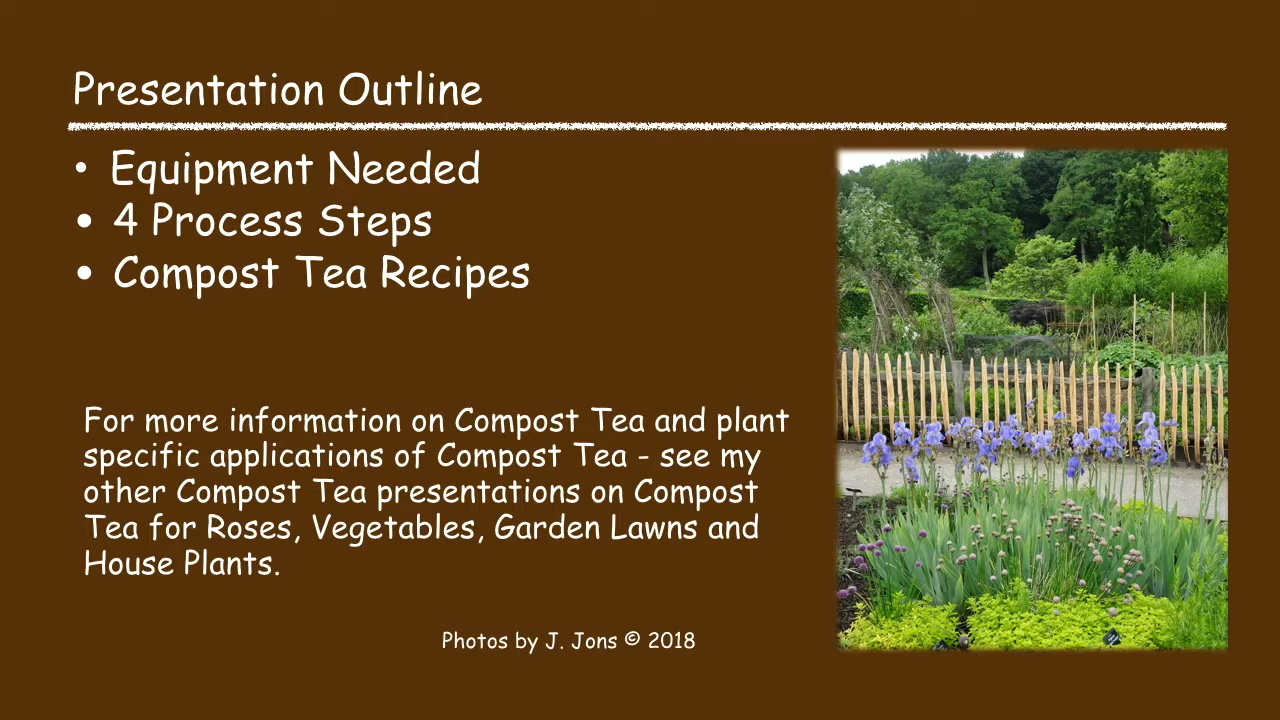 Presentation Outline
• Equipment Needed
• 4 Process Steps
• Compost Tea Recipes
For more information on Compost Tea and plant
specific applications of Compost Tea - see my
other Compost Tea presentations on Compost
Tea for Roses, Vegetables, Garden Lawns and
House Plants.
Photos by J. Jons © 2018